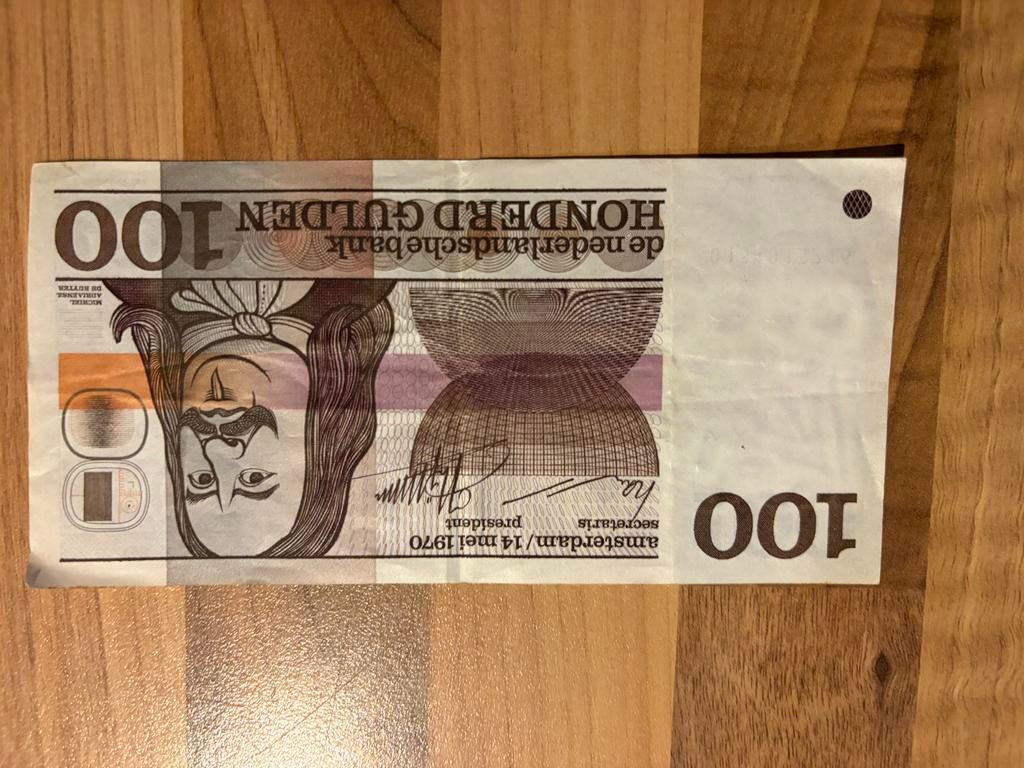 amsterdam/14 mei 1970
secretaris president
100
MICHIEL
ADRIAENSZ.
DE RUYTER
de nederlandsche bank
HONDERD GULDEN
100